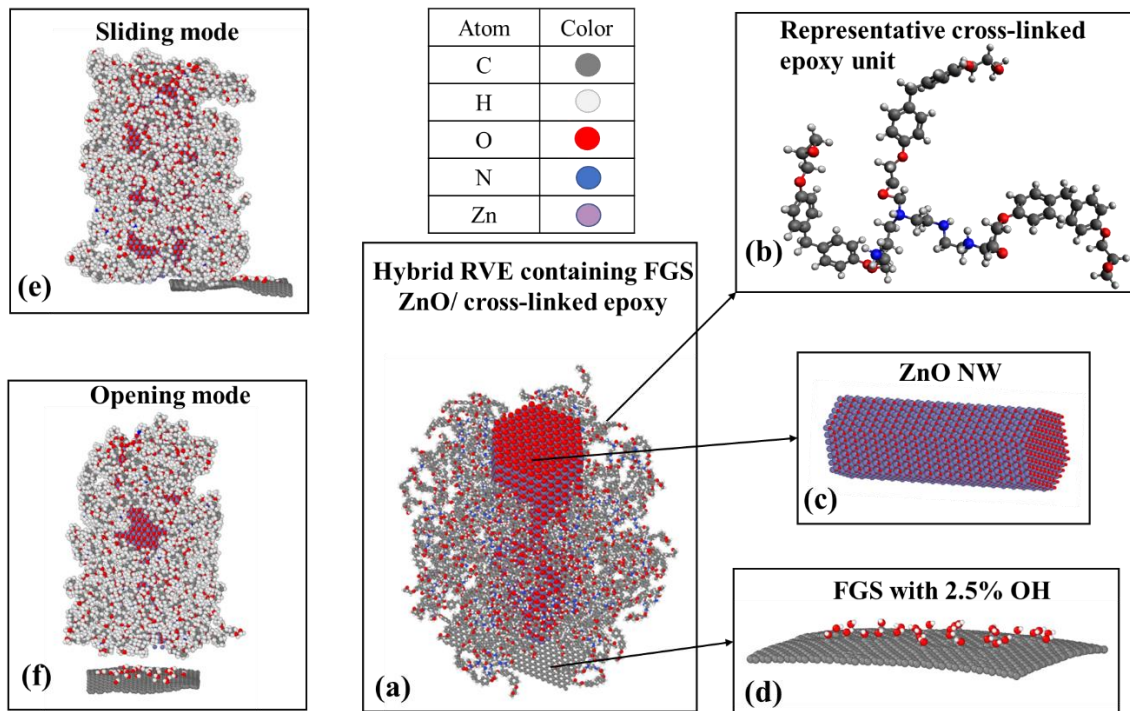 Sliding mode
(e)
Atom Color
C
H
O
N
Zn
Representative cross-linked
epoxy unit
(b)
Hybrid RVE containing FGS
ZnO/ cross-linked epoxy
(a)
Opening mode
(f)
ZnO NW
(c)
FGS with 2.5% OH
(d)